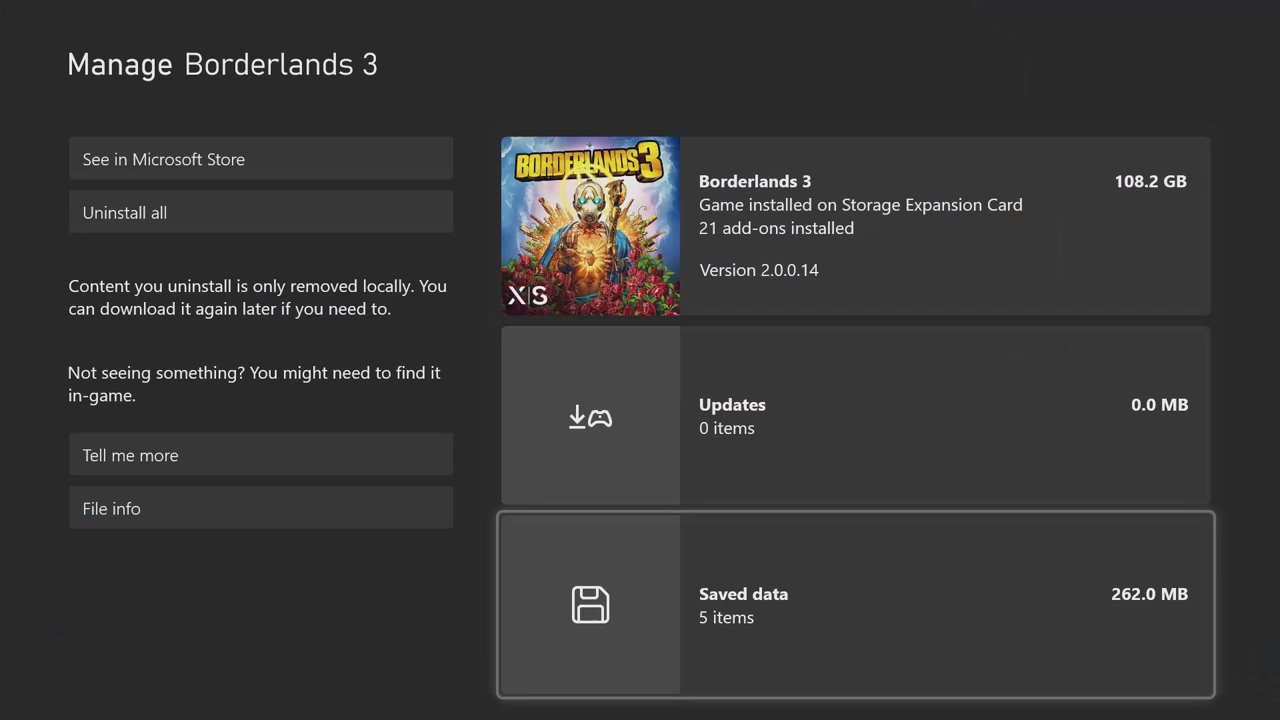 Manage Borderlands 3
See in Microsoft Store
Uninstall all
Content you uninstall is only removed locally. You
can download it again later if you need to.
Not seeing something? You might need to find it
in-game.
Tell me more
File info
BORDERLANDS 3
X|S
Borderlands 3
108.2 GB
Game installed on Storage Expansion Card
21 add-ons installed
Version 2.0.0.14
Updates
0.0 MB
0 items
Saved data
262.0 MB
5 items